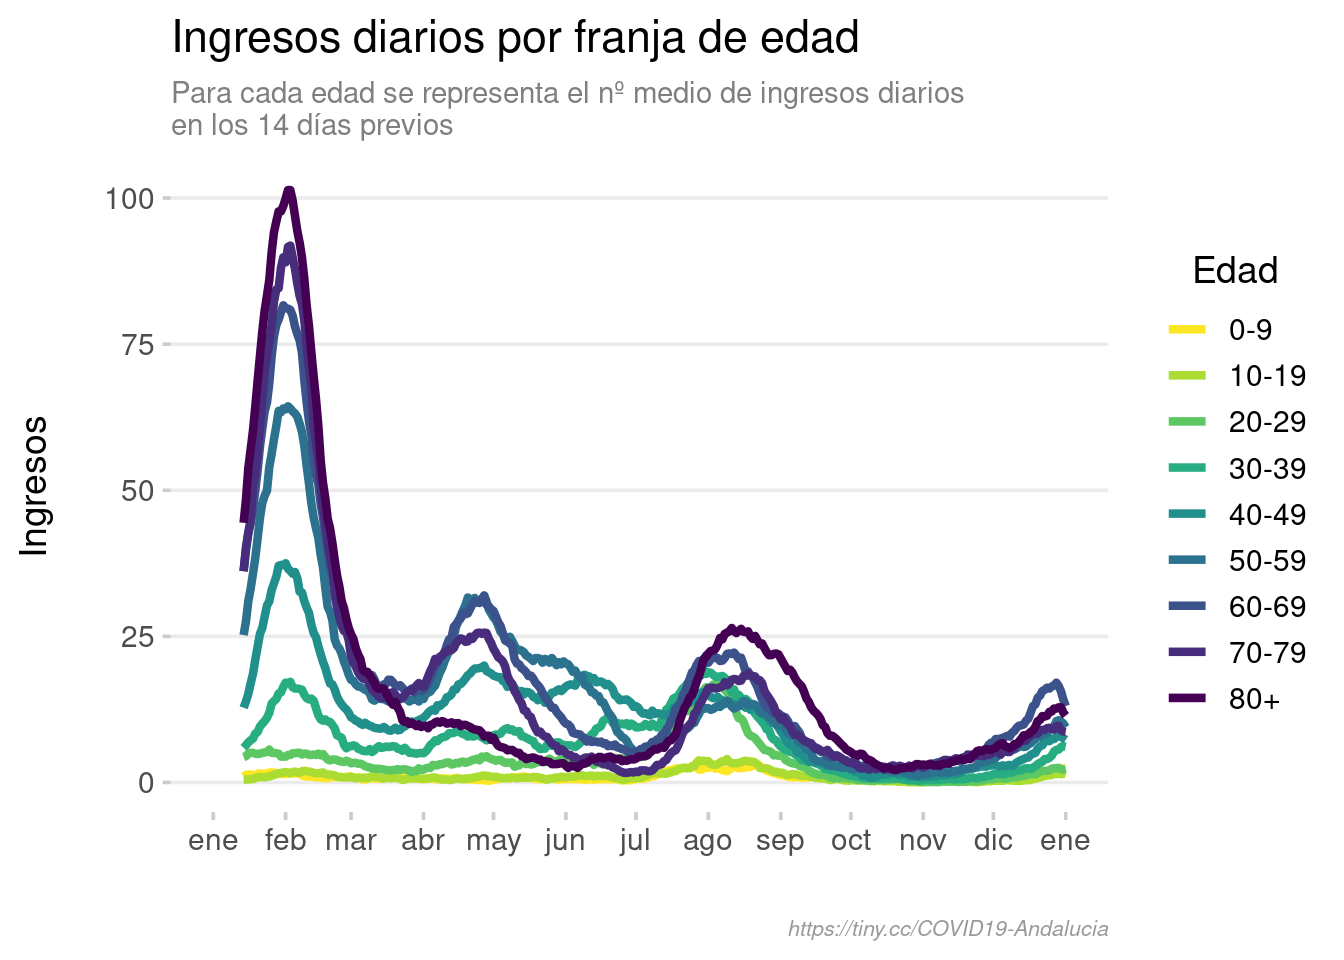 Ingresos diarios por franja de edad
Para cada edad se representa el nº medio de ingresos diarios
en los 14 días previos
Ingresos
100
75
50
25
0
ene feb mar abr may jun jul ago sep oct nov dic ene
Edad
0-9
10-19
20-29
30-39
40-49
50-59
60-69
70-79
80+
https://tiny.cc/COVID19-Andalucia